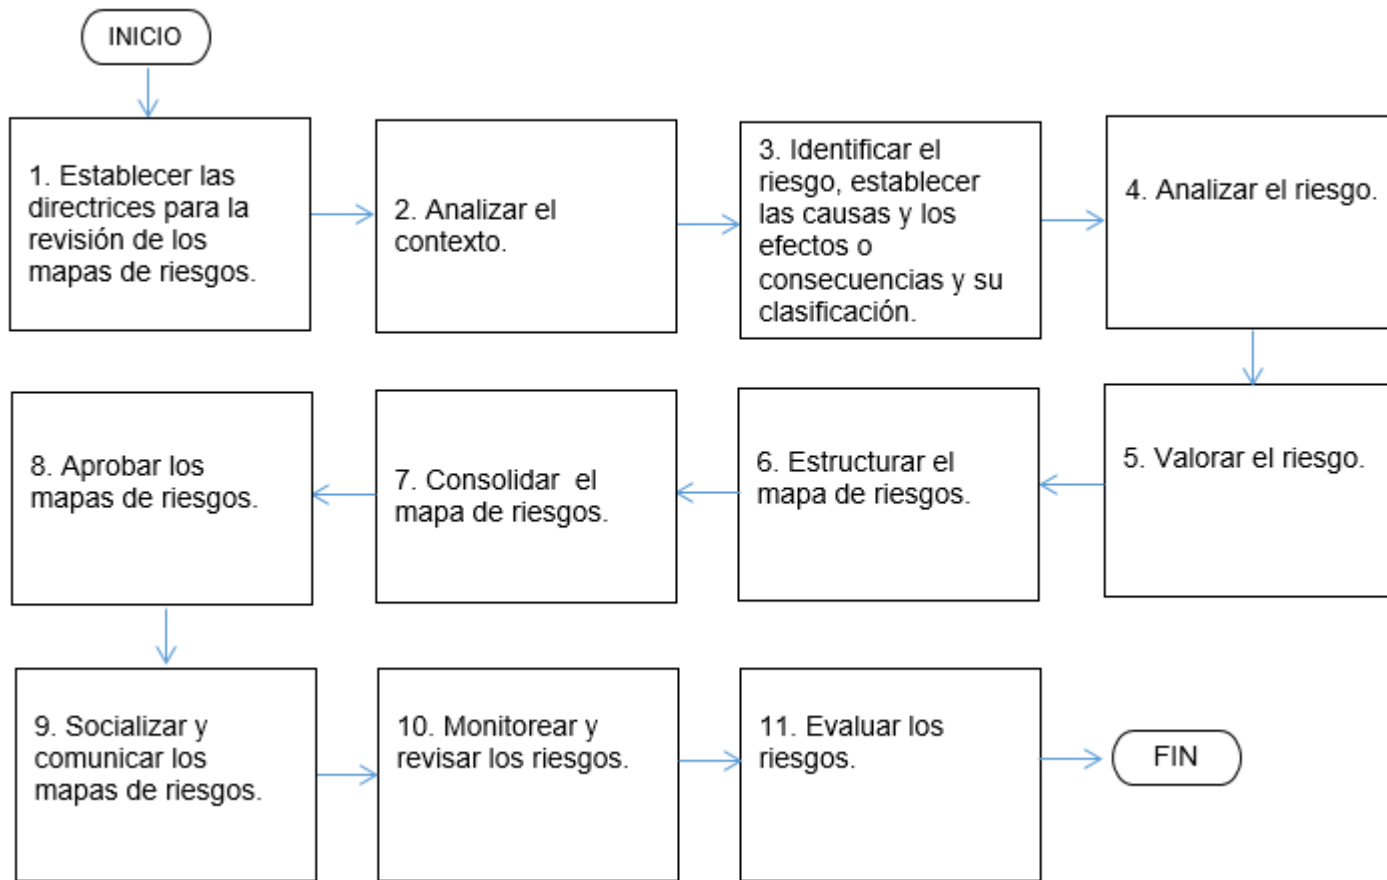 INICIO
1. Establecer las
directrices para la
revisión de los
mapas de riesgos.
2. Analizar el
contexto.
3. Identificar el
riesgo, establecer
las causas y los
efectos o
consecuencias y su
clasificación.
4. Analizar el riesgo.
5. Valorar el riesgo.
6. Estructurar el
mapa de riesgos.
7. Consolidar  el
mapa de riesgos.
8. Aprobar los
mapas de riesgos.
9. Socializar y
comunicar los
mapas de riesgos.
10. Monitorear y
revisar los riesgos.
11. Evaluar los
riesgos.
FIN